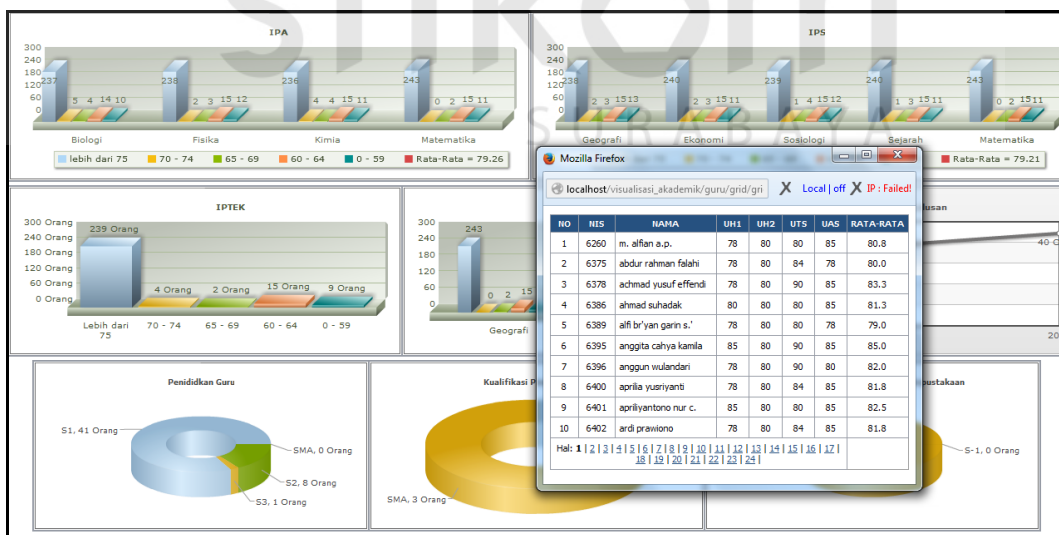 STIKOM
SURABAYA
IPA
300
240
180
120
60
0
237 5 4 14 10
238 2 3 15 12
236 4 4 15 11
243 0 2 15 11
Biologi Fisika Kimia Matematika
lebih dari 75 70 - 74 65 - 69 60 - 64 0 - 59 Rata-Rata = 79.26
IPS
300
240
180
120
60
0
238 2 3 15 13
240 2 3 15 11
239 1 4 15 12
240 2 3 15 11
243 0 2 15 11
Geografi Ekonomi Sosiologi Sejarah Matematika
Rata-Rata = 79.21
IPTEK
300 Orang
240 Orang
180 Orang
120 Orang
60 Orang
0 Orang
239 Orang
4 Orang 2 Orang 15 Orang 9 Orang
Lebih dari 70 - 74 65 - 69 60 - 64 0 - 59
75
300
240
180
120
60
0
243
0 2 15
Geografi
lusan
40 O
20
Penididkan Guru
S1, 41 Orang
SMA, 0 Orang
S2, 8 Orang
S3, 1 Orang
Kualifikasi P
SMA, 3 Orang
pustakaan
S-1, 0 Orang
Mozilla Firefox
localhost/visualisasi_akademik/guru/grid/gri X Local | off X IP : Failed!
NO NIS NAMA UH1 UH2 UTS UAS RATA-RATA
1 6260 m. alfian a.p. 78 80 80 85 80.8
2 6375 abdur rahman falahi 78 80 84 78 80.0
3 6378 achmad yusuf effendi 78 80 90 85 83.3
4 6386 ahmad suhadak 80 80 80 85 81.3
5 6389 alfi br'yan garin s.' 78 80 80 78 79.0
6 6395 anggita cahya kamila 85 80 90 85 85.0
7 6396 anggun wulandari 78 80 90 80 82.0
8 6400 aprilia yusriyanti 78 80 84 85 81.8
9 6401 apriliyantono nur c. 85 80 80 85 82.5
10 6402 ardi prawiono 78 80 84 85 81.8
Hal: 1 | 2 | 3 | 4 | 5 | 6 | 7 | 8 | 9 | 10 | 11 | 12 | 13 | 14 | 15 | 16 | 17 |
18 | 19 | 20 | 21 | 22 | 23 | 24 |